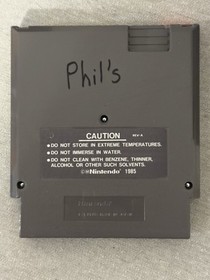 Phil's
CAUTION REV-A
•DO NOT STORE IN EXTREME TEMPERATURES.
•DO NOT IMMERSE IN WATER.
•DO NOT CLEAN WITH BENZENE, THINNER,
ALCOHOL OR OTHER SUCH SOLVENTS.
©Nintendo 1985